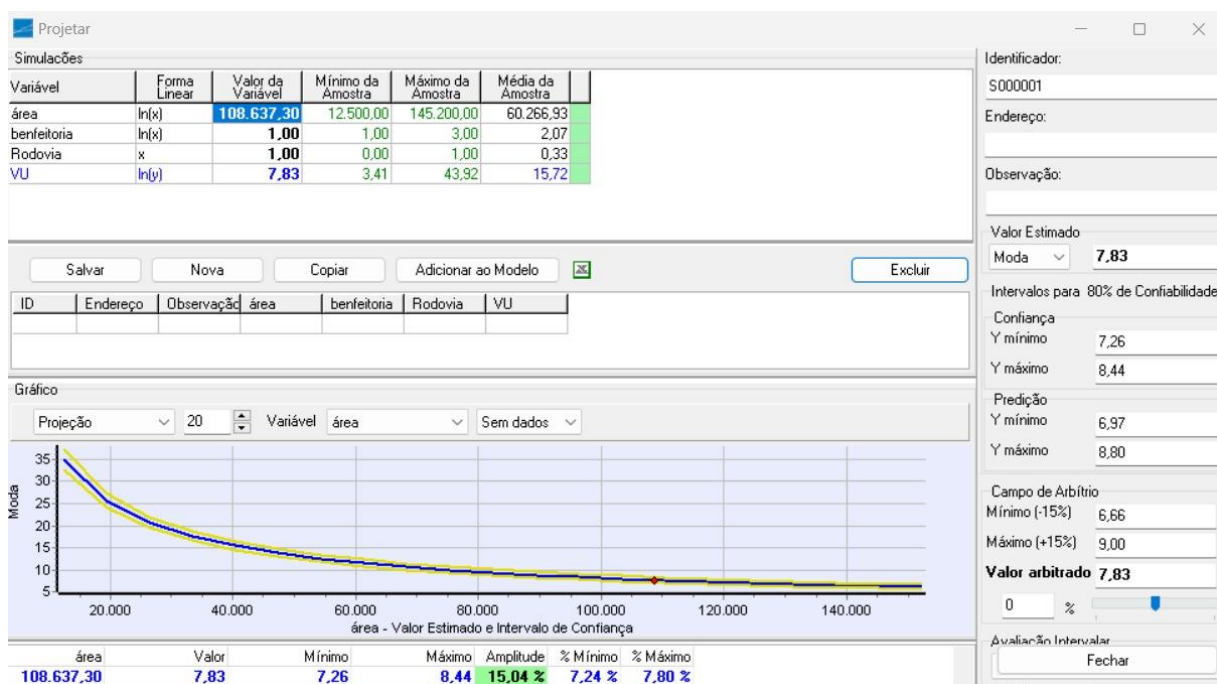 Projetar
Simulacões
Variável Forma Linear Valor da Variável Mínimo da Amostra Máximo da Amostra Média da Amostra
área ln(x) 108.637,30 12.500,00 145.200,00 60.266,93
benfeitoria ln(x) 1,00 1,00 3,00 2,07
Rodovia x 1,00 0,00 1,00 0,33
VU ln(y) 7,83 3,41 43,92 15,72
Salvar Nova Copiar Adicionar ao Modelo Excluir
ID Endereço Observação área benfeitoria Rodovia VU
Gráfico
Projeção 20 Variável área Sem dados
Moda
35
30
25
20
15
10
5
20.000 40.000 60.000 80.000 100.000 120.000 140.000
área - Valor Estimado e Intervalo de Confiança
área Valor Mínimo Máximo Amplitude % Mínimo % Máximo
108.637,30 7,83 7,26 8,44 15,04 % 7,24 % 7,80 %
Identificador:
S000001
Endereço:
Observação:
Valor Estimado
Moda 7,83
Intervalos para 80% de Confiabilidade
Confiança
Y mínimo 7,26
Y máximo 8,44
Predição
Y mínimo 6,97
Y máximo 8,80
Campo de Arbítrio
Mínimo (-15%) 6,66
Máximo (+15%) 9,00
Valor arbitrado 7,83
0 %
Avaliação Intervalar
Fechar